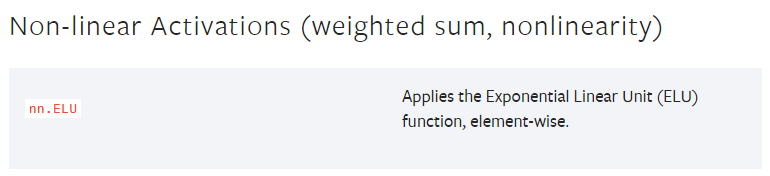 Non-linear Activations (weighted sum, nonlinearity)
nn.ELU
Applies the Exponential Linear Unit (ELU)
function, element-wise.